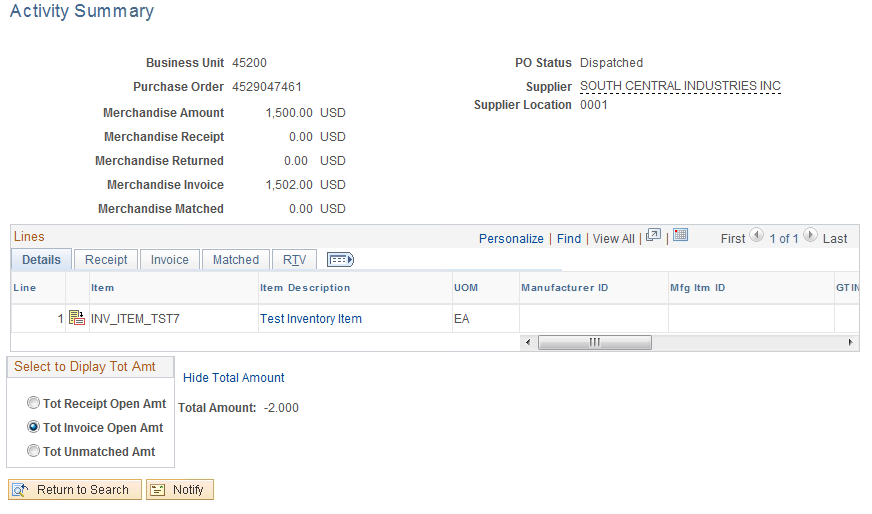 Activity Summary
Business Unit 45200 PO Status Dispatched
Purchase Order 4529047461 Supplier SOUTH CENTRAL INDUSTRIES INC
Supplier Location 0001
Merchandise Amount 1,500.00 USD
Merchandise Receipt 0.00 USD
Merchandise Returned 0.00 USD
Merchandise Invoice 1,502.00 USD
Merchandise Matched 0.00 USD
Lines Personalize | Find | View All | | First 1 of 1 Last
Details Receipt Invoice Matched RTV
Line Item Item Description UOM Manufacturer ID Mfg Itm ID GTIN
1 INV_ITEM_TST7 Test Inventory Item EA
Select to Diplay Tot Amt
Hide Total Amount
Tot Receipt Open Amt Total Amount: -2.000
Tot Invoice Open Amt
Tot Unmatched Amt
Return to Search Notify